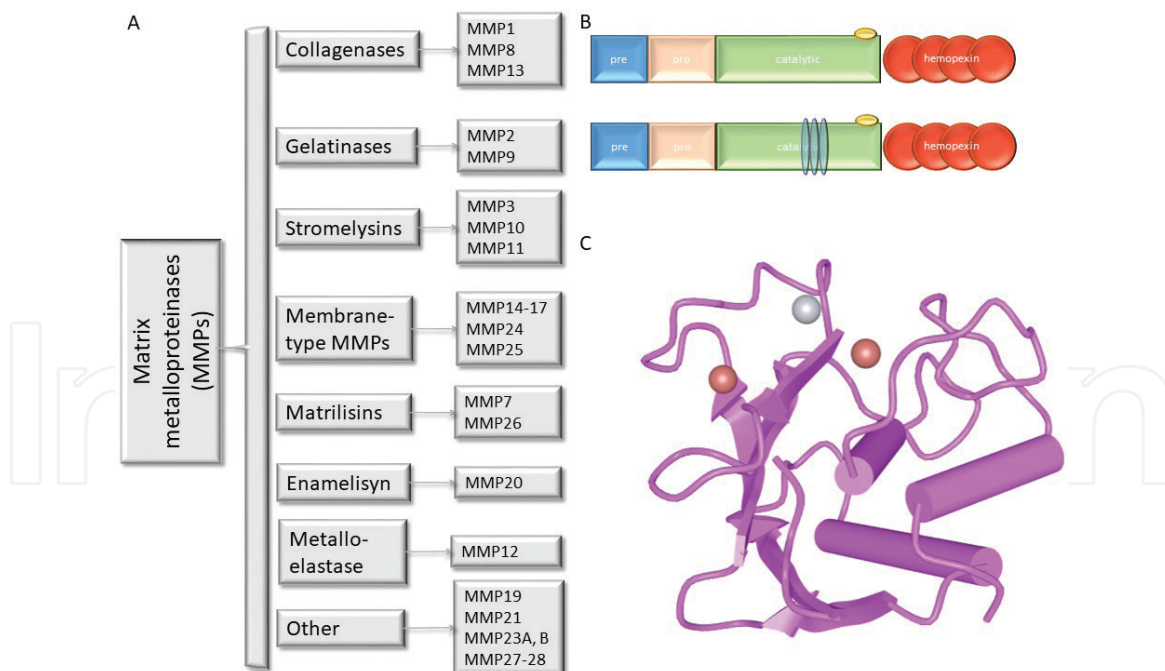 A
Matrix
metalloproteinases
(MMPs)
Collagenases
MMP1
MMP8
MMP13
Gelatinases
MMP2
MMP9
Stromelysins
MMP3
MMP10
MMP11
Membrane-
type MMPs
MMP14-17
MMP24
MMP25
Matrilisins
MMP7
MMP26
Enamelisyn
MMP20
Metallo-
elastase
MMP12
Other
MMP19
MMP21
MMP23A, B
MMP27-28
B
pre
pro
catalytic
hemopexin
pre
pro
catalytic
hemopexin
C